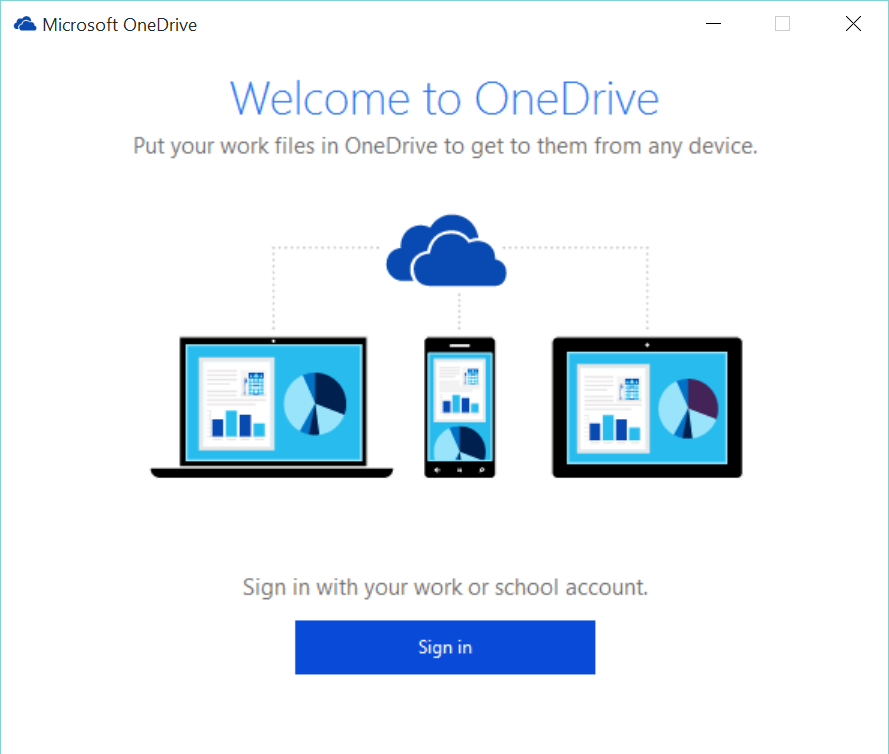 Microsoft OneDrive
Welcome to OneDrive
Put your work files in OneDrive to get to them from any device.
Sign in with your work or school account.
Sign in